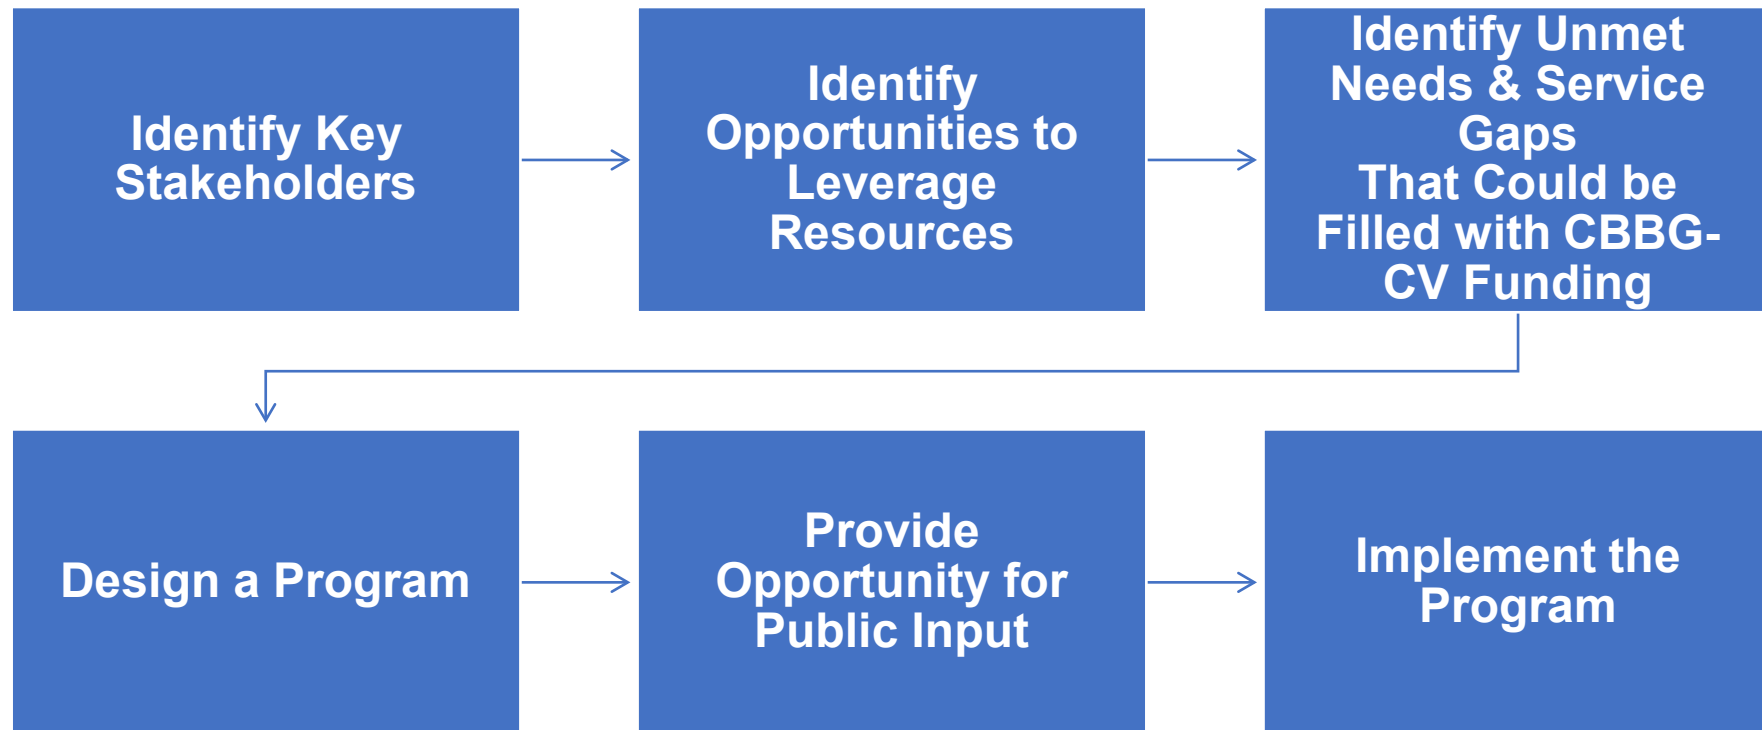 Identify Key
Stakeholders
Identify
Opportunities to
Leverage
Resources
Identify Unmet
Needs & Service
Gaps
That Could be
Filled with CBBG-
CV Funding
Design a Program
Provide
Opportunity for
Public Input
Implement the
Program